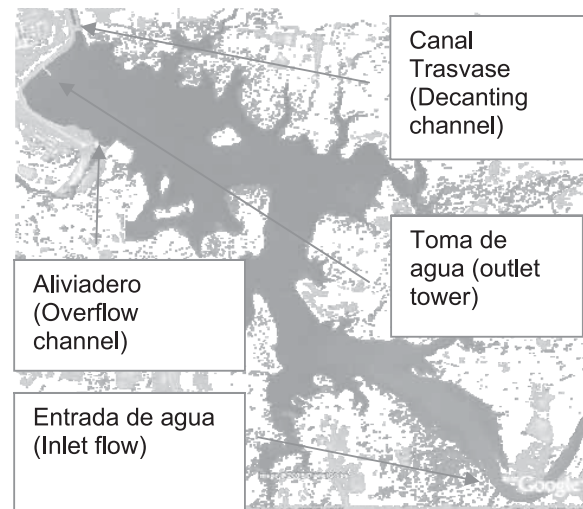 Canal
Trasvase
(Decanting
channel)
Toma de
agua (outlet
tower)
Aliviadero
(Overflow
channel)
Entrada de agua
(Inlet flow)
Google